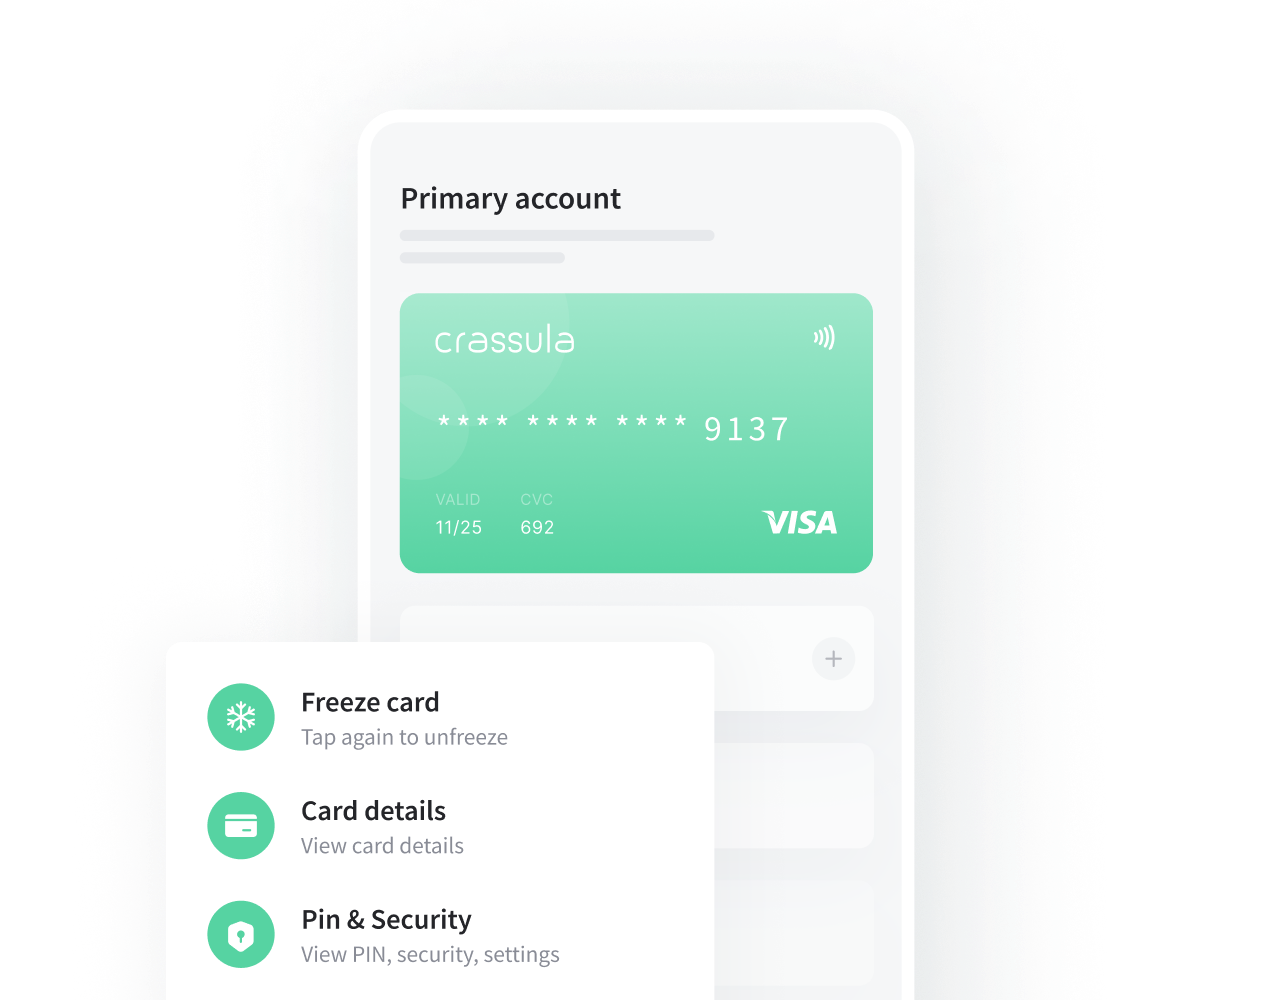 Primary account
crassula
**** **** **** 9137
VALID CVC
11/25 692
VISA
Freeze card
Tap again to unfreeze
Card details
View card details
Pin & Security
View PIN, security, settings